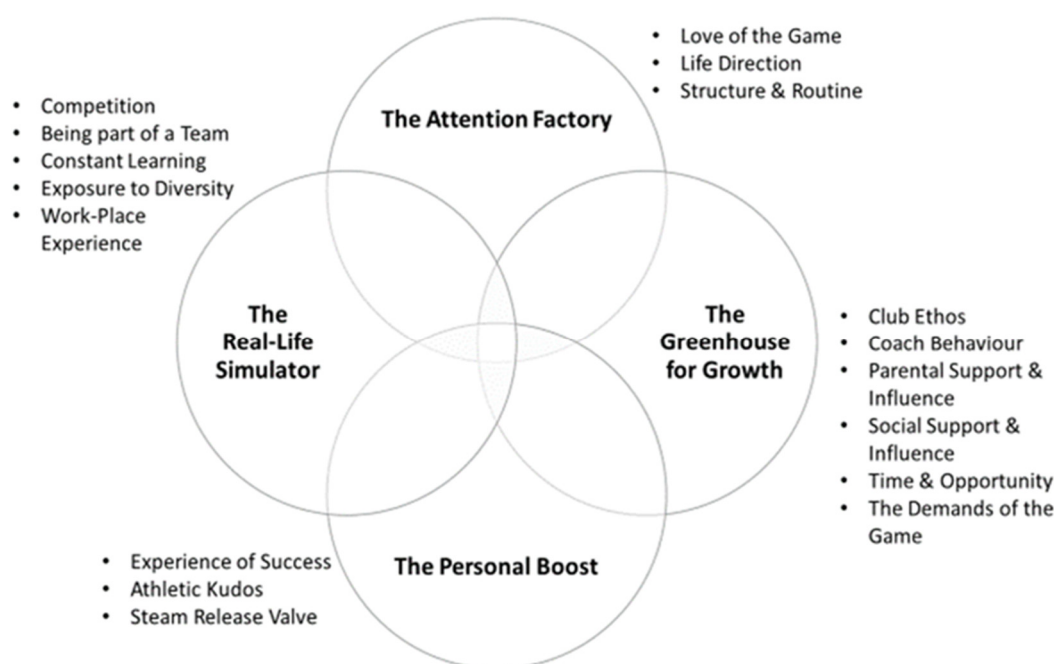 • Love of the Game
• Life Direction
• Structure & Routine
The Attention Factory
• Competition
• Being part of a Team
• Constant Learning
• Exposure to Diversity
• Work-Place
Experience
The
Real-Life
Simulator
The
Greenhouse
for Growth
• Club Ethos
• Coach Behaviour
• Parental Support &
Influence
• Social Support &
Influence
• Time & Opportunity
• The Demands of the
Game
• Experience of Success
• Athletic Kudos
• Steam Release Valve
The Personal Boost